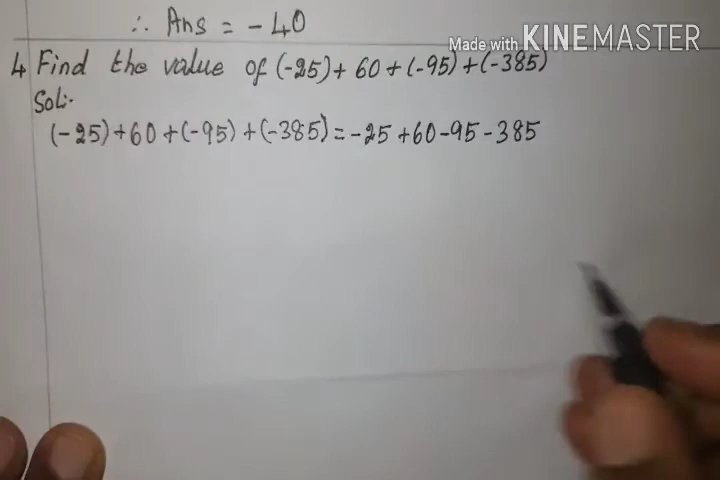 ∴ Ans = -40
Made with KINEMASTER
4 Find the value of (-25)+ 60 +(-95) +(-385)
Sol:-
(-25)+60 +(-95) +(-385) = -25 +60-95-385